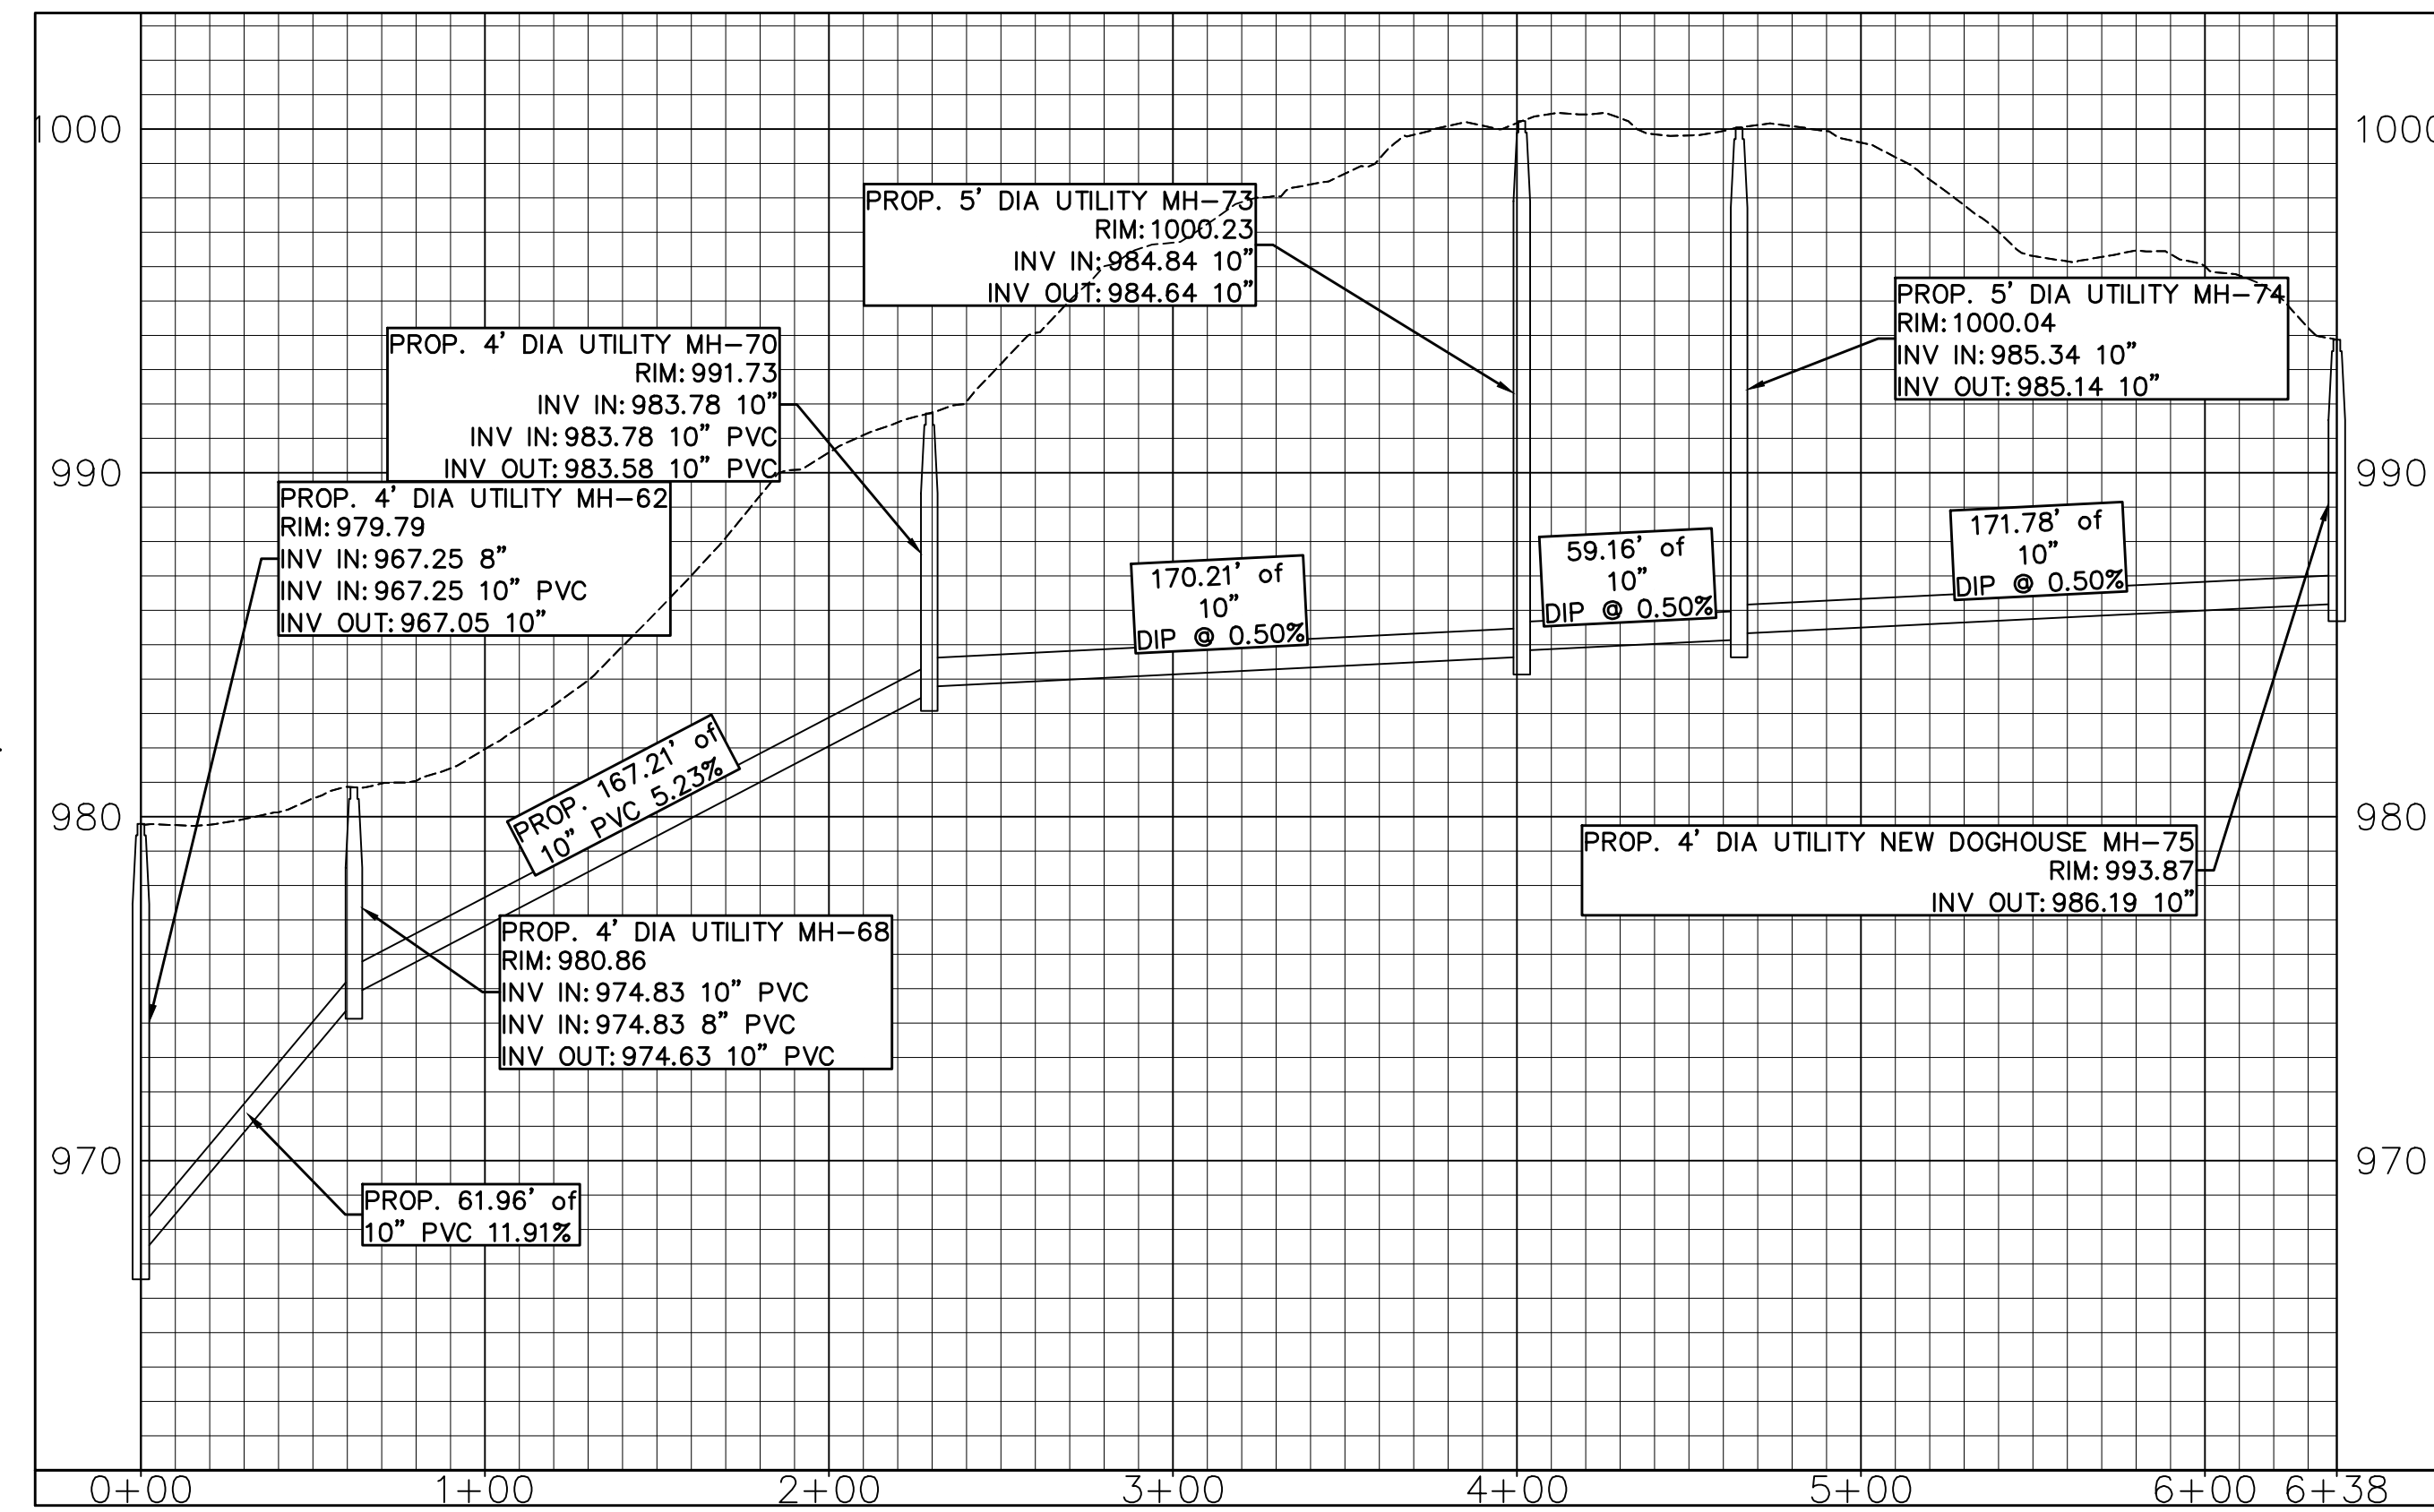 1000
1000
PROP. 5' DIA UTILITY MH-73
RIM:1000.23
INV IN:984.84 10"
INV OUT:984.64 10"
PROP. 5' DIA UTILITY MH-74
RIM:1000.04
INV IN:985.34 10"
INV OUT:985.14 10"
PROP. 4' DIA UTILITY MH-70
RIM:991.73
INV IN:983.78 10"
INV IN:983.78 10" PVC
INV OUT:983.58 10" PVC
990
990
PROP. 4' DIA UTILITY MH-62
RIM:979.79
INV IN:967.25 8"
INV IN:967.25 10" PVC
INV OUT:967.05 10"
170.21' of
10"
DIP @ 0.50%
59.16' of
10"
DIP @ 0.50%
171.78' of
10"
DIP @ 0.50%
PROP. 167.21' of
10" PVC 5.23%
980
980
PROP. 4' DIA UTILITY NEW DOGHOUSE MH-75
RIM:993.87
INV OUT:986.19 10"
PROP. 4' DIA UTILITY MH-68
RIM:980.86
INV IN:974.83 10" PVC
INV IN:974.83 8" PVC
INV OUT:974.63 10" PVC
970
970
PROP. 61.96' of
10" PVC 11.91%
0+00 1+00 2+00 3+00 4+00 5+00 6+00 6+38